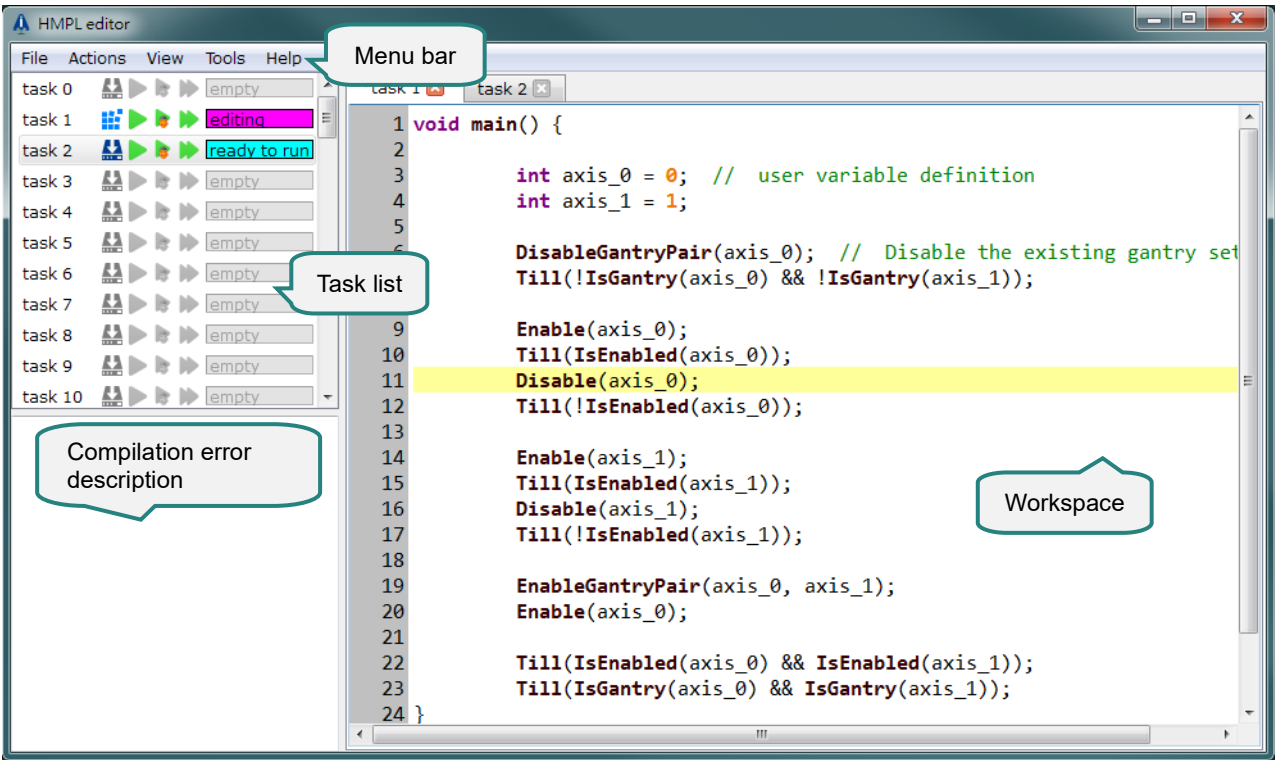 HMPL editor
File Actions View Tools Help
Menu bar
task 0 empty
task 1 editing
task 2 ready to run
task 3 empty
task 4 empty
task 5 empty
task 6 empty
task 7 empty
task 8 empty
task 9 empty
task 10 empty
Task list
Compilation error
description
task 1 task 2
1 void main() {
2
3 int axis_0 = 0; // user variable definition
4 int axis_1 = 1;
5
6 DisableGantryPair(axis_0); // Disable the existing gantry set
Till(!IsGantry(axis_0) && !IsGantry(axis_1));
9 Enable(axis_0);
10 Till(IsEnabled(axis_0));
11 Disable(axis_0);
12 Till(!IsEnabled(axis_0));
13
14 Enable(axis_1);
15 Till(IsEnabled(axis_1));
16 Disable(axis_1);
17 Till(!IsEnabled(axis_1));
18
19 EnableGantryPair(axis_0, axis_1);
20 Enable(axis_0);
21
22 Till(IsEnabled(axis_0) && IsEnabled(axis_1));
23 Till(IsGantry(axis_0) && IsGantry(axis_1));
24 }
Workspace